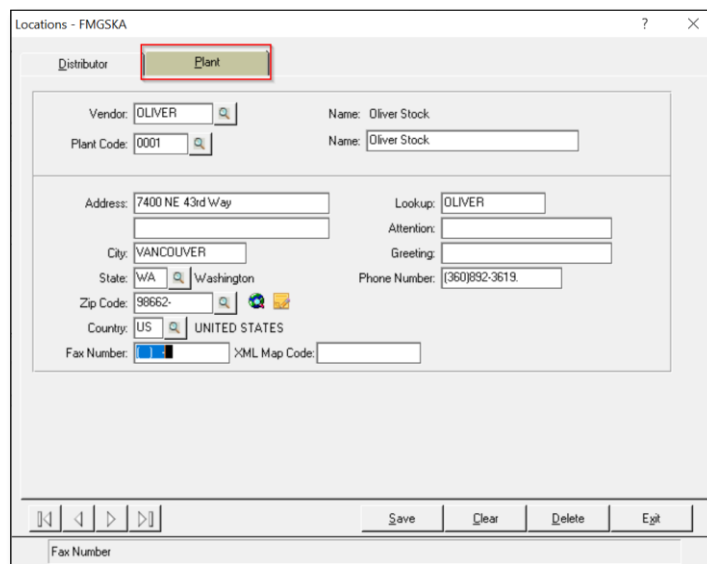 Locations - FMGSKA ?
Distributor Plant
Vendor: OLIVER Name: Oliver Stock
Plant Code: 0001 Name: Oliver Stock
Address: 7400 NE 43rd Way Lookup: OLIVER
Attention:
City: VANCOUVER Greeting:
State: WA Washington Phone Number: (360)892-3619.
Zip Code: 98662-
Country: US UNITED STATES
Fax Number: ( ) - XML Map Code:
Save Clear Delete Exit
Fax Number